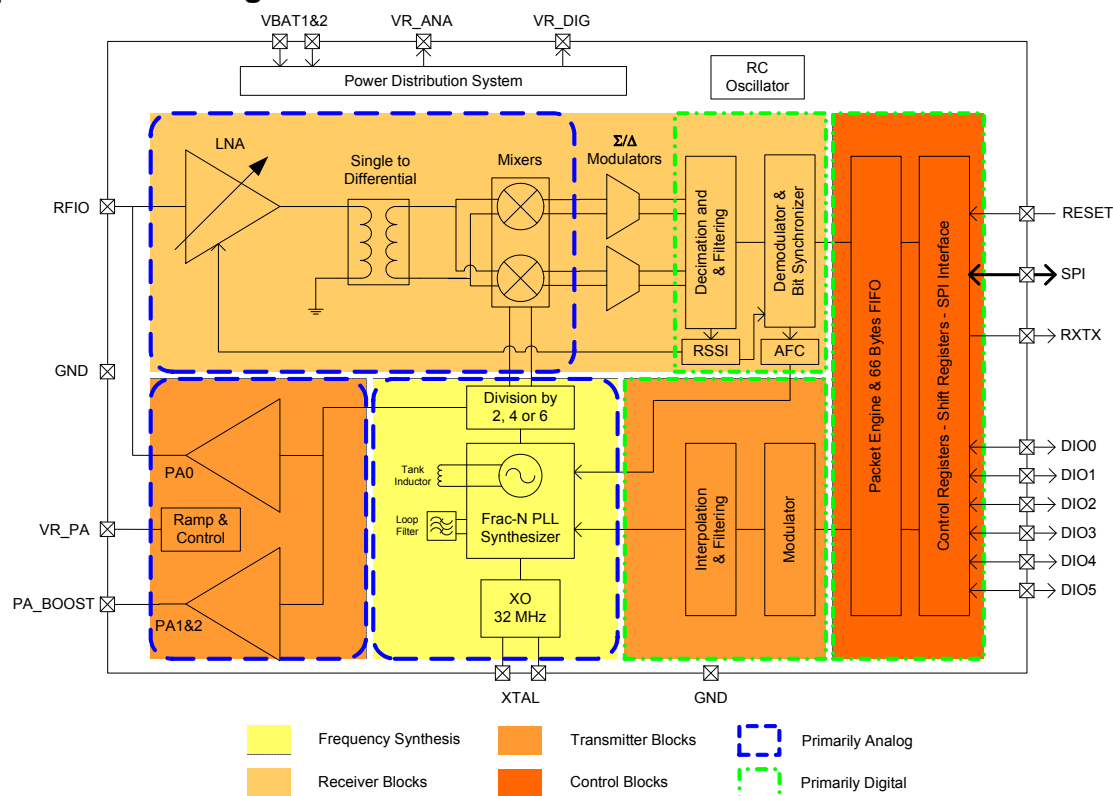 VBAT1&2
VR_ANA
VR_DIG
Power Distribution System
RC
Oscillator
LNA
Single to
Differential
Mixers
Σ/Δ
Modulators
RFIO
Decimation and
& Filtering
Demodulator &
Bit Synchronizer
Packet Engine & 66 Bytes FIFO
Control Registers - Shift Registers - SPI Interface
RESET
SPI
RXTX
RSSI
AFC
GND
Division by
2, 4 or 6
PA0
Tank
Inductor
Loop
Filter
Frac-N PLL
Synthesizer
Interpolation
& Filtering
Modulator
DIO0
DIO1
DIO2
DIO3
DIO4
DIO5
VR_PA
Ramp &
Control
PA_BOOST
PA1&2
XO
32 MHz
XTAL
GND
Frequency Synthesis
Transmitter Blocks
Primarily Analog
Receiver Blocks
Control Blocks
Primarily Digital